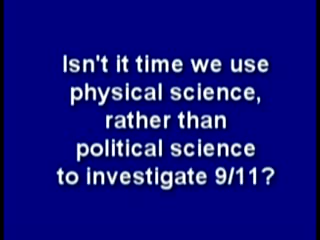 Isn't it time we use
physical science,
rather than
political science
to investigate 9/11?